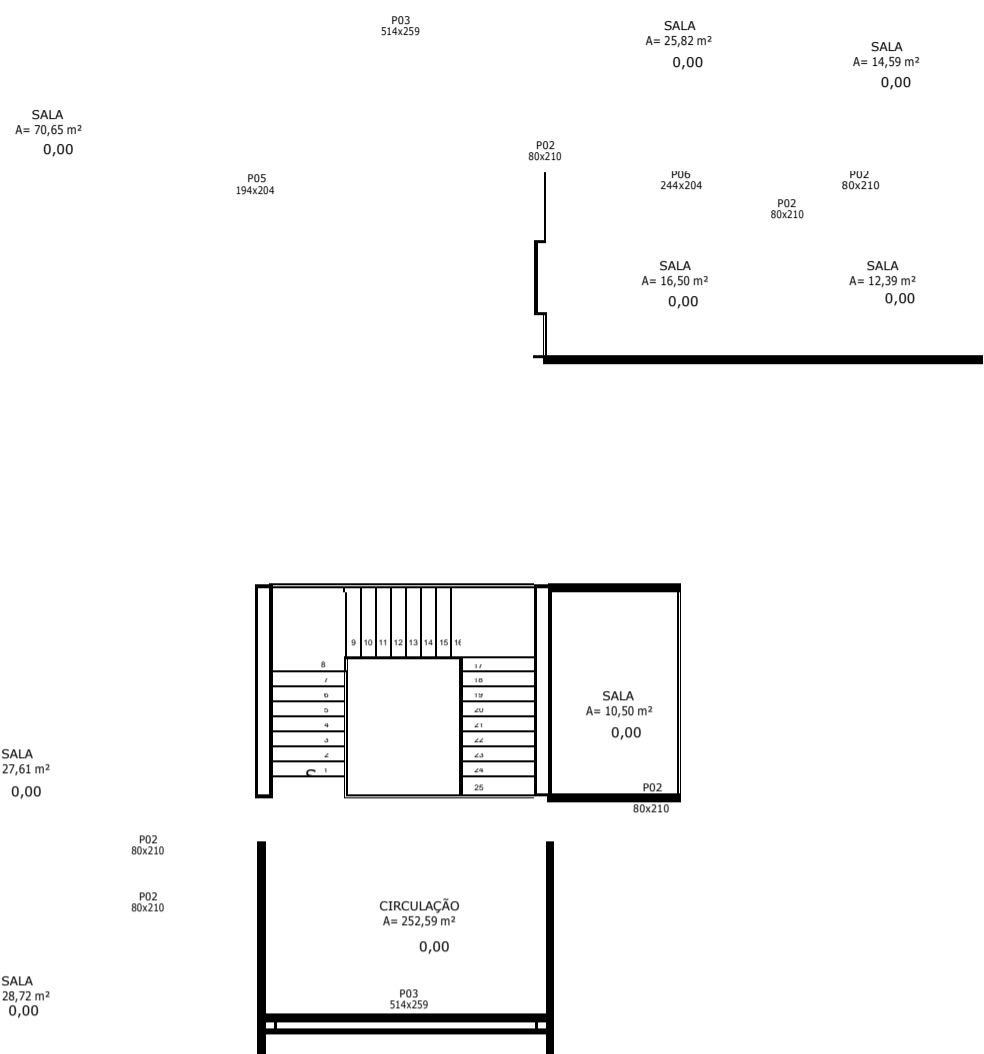 P03
514x259
SALA
A= 25,82 m²
0,00
SALA
A= 14,59 m²
0,00
SALA
A= 70,65 m²
0,00
P02
80x210
P05
194x204
P06
244x204
P02
80x210
P02
80x210
SALA
A= 16,50 m²
0,00
SALA
A= 12,39 m²
0,00
9 10 11 12 13 14 15 16
8
7
6
5
4
3
2
1
17
18
19
20
21
22
23
24
25
SALA
A= 10,50 m²
0,00
P02
80x210
SALA
27,61 m²
0,00
P02
80x210
P02
80x210
CIRCULAÇÃO
A= 252,59 m²
0,00
SALA
28,72 m²
0,00
P03
514x259